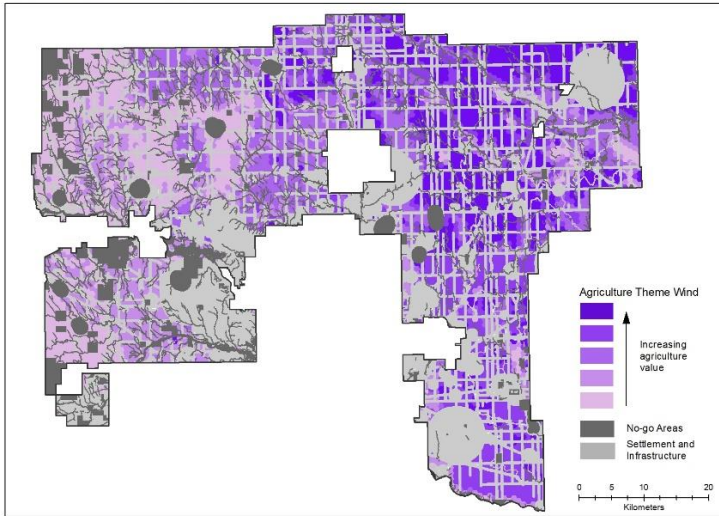 Agriculture Theme Wind
Increasing
agriculture
value
No-go Areas
Settlement and
Infrastructure
0 5 10 20
Kilometers